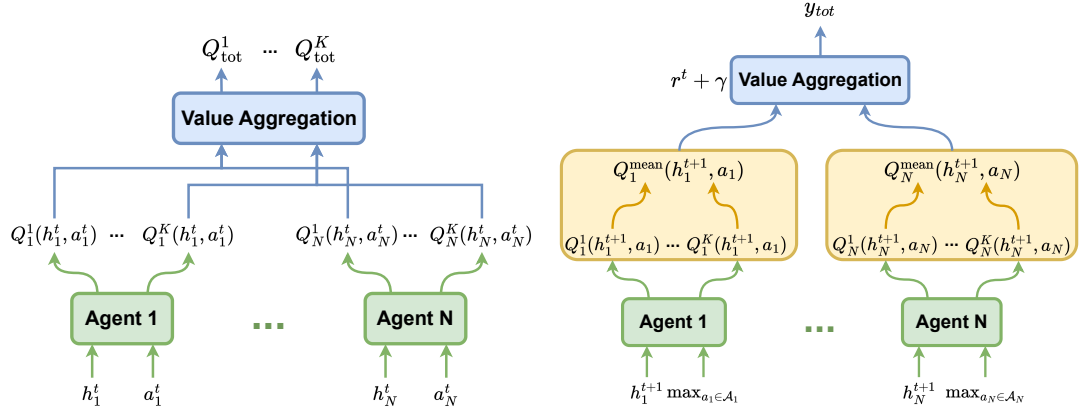 Q_tot^1 ... Q_tot^K
Value Aggregation
Q_1^1(h_1^t, a_1^t) ... Q_1^K(h_1^t, a_1^t) Q_N^1(h_N^t, a_N^t) ... Q_N^K(h_N^t, a_N^t)
Agent 1 ... Agent N
h_1^t a_1^t h_N^t a_N^t
y_tot
r^t + γ Value Aggregation
Q_1^mean(h_1^{t+1}, a_1) Q_N^mean(h_N^{t+1}, a_N)
Q_1^1(h_1^{t+1}, a_1) ... Q_1^K(h_1^{t+1}, a_1) Q_N^1(h_N^{t+1}, a_N) ... Q_N^K(h_N^{t+1}, a_N)
Agent 1 ... Agent N
h_1^{t+1} max_{a_1∈𝒜_1} h_N^{t+1} max_{a_N∈𝒜_N}